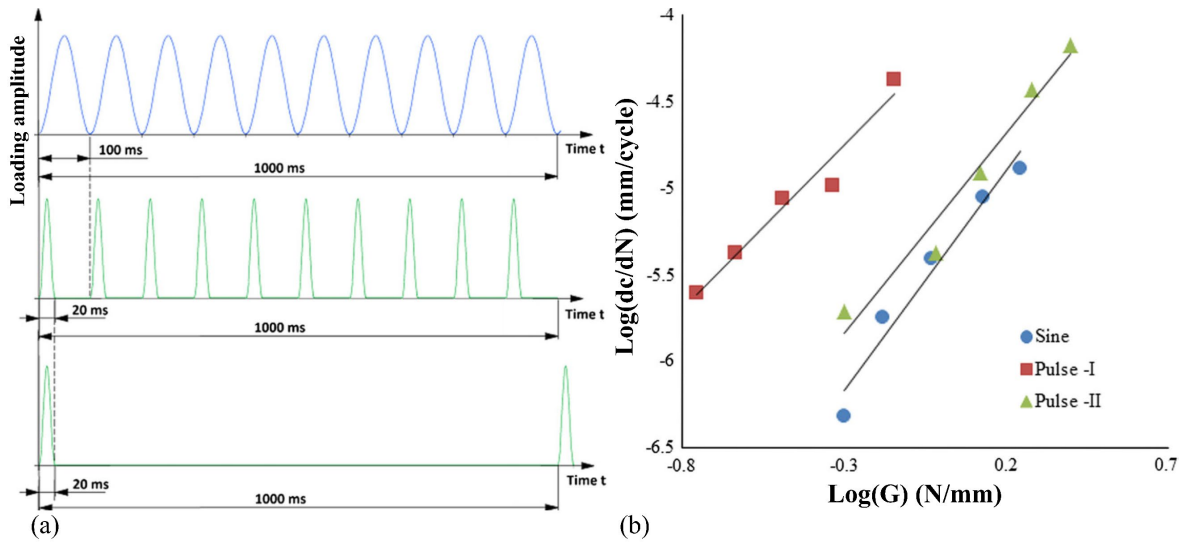 Loading amplitude
Time t
100 ms
1000 ms
Time t
20 ms
1000 ms
Time t
20 ms
1000 ms
(a)
Log(dc/dN) (mm/cycle)
-4
-4.5
-5
-5.5
-6
-6.5
-0.8
-0.3
0.2
0.7
Sine
Pulse -I
Pulse -II
Log(G) (N/mm)
(b)